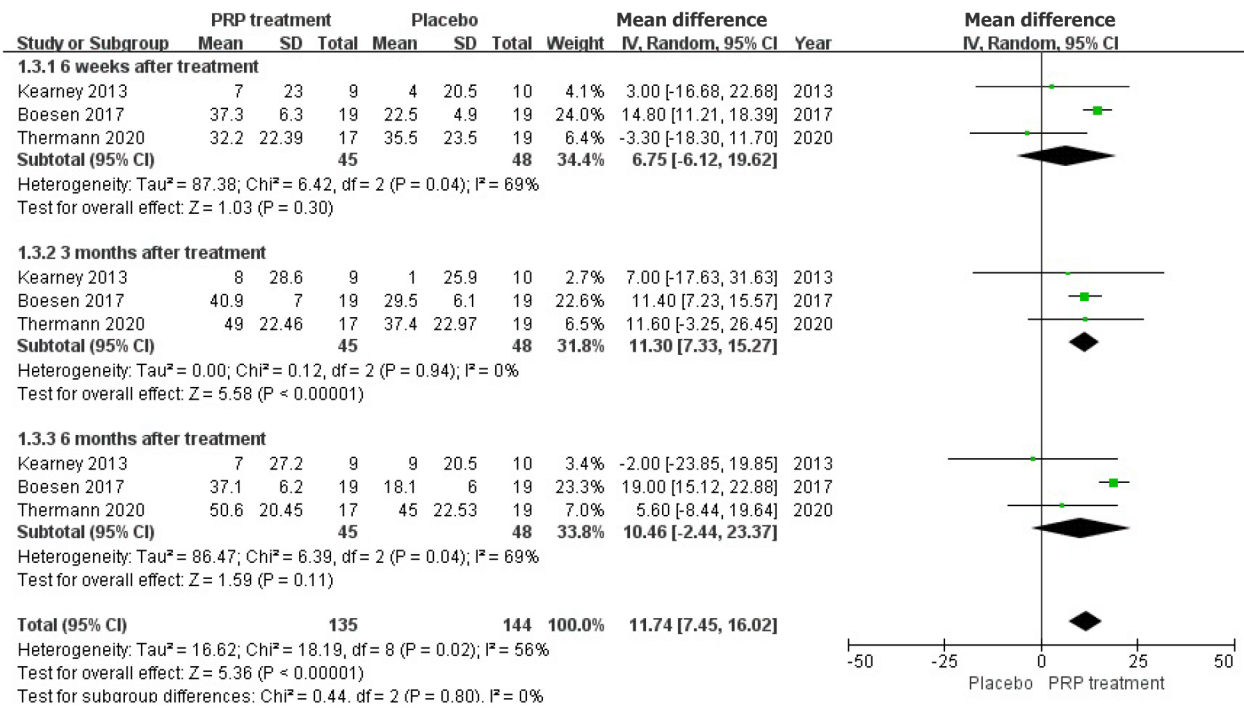 PRP treatment Placebo Mean difference Mean difference
Study or Subgroup Mean SD Total Mean SD Total Weight IV, Random, 95% CI Year IV, Random, 95% CI
1.3.1 6 weeks after treatment
Kearney 2013 7 23 9 4 20.5 10 4.1% 3.00 [-16.68, 22.68] 2013
Boesen 2017 37.3 6.3 19 22.5 4.9 19 24.0% 14.80 [11.21, 18.39] 2017
Thermann 2020 32.2 22.39 17 35.5 23.5 19 6.4% -3.30 [-18.30, 11.70] 2020
Subtotal (95% CI) 45 48 34.4% 6.75 [-6.12, 19.62]
Heterogeneity: Tau² = 87.38; Chi² = 6.42, df = 2 (P = 0.04); I² = 69%
Test for overall effect: Z = 1.03 (P = 0.30)
1.3.2 3 months after treatment
Kearney 2013 8 28.6 9 1 25.9 10 2.7% 7.00 [-17.63, 31.63] 2013
Boesen 2017 40.9 7 19 29.5 6.1 19 22.6% 11.40 [7.23, 15.57] 2017
Thermann 2020 49 22.46 17 37.4 22.97 19 6.5% 11.60 [-3.25, 26.45] 2020
Subtotal (95% CI) 45 48 31.8% 11.30 [7.33, 15.27]
Heterogeneity: Tau² = 0.00; Chi² = 0.12, df = 2 (P = 0.94); I² = 0%
Test for overall effect: Z = 5.58 (P < 0.00001)
1.3.3 6 months after treatment
Kearney 2013 7 27.2 9 9 20.5 10 3.4% -2.00 [-23.85, 19.85] 2013
Boesen 2017 37.1 6.2 19 18.1 6 19 23.3% 19.00 [15.12, 22.88] 2017
Thermann 2020 50.6 20.45 17 45 22.53 19 7.0% 5.60 [-8.44, 19.64] 2020
Subtotal (95% CI) 45 48 33.8% 10.46 [-2.44, 23.37]
Heterogeneity: Tau² = 86.47; Chi² = 6.39, df = 2 (P = 0.04); I² = 69%
Test for overall effect: Z = 1.59 (P = 0.11)
Total (95% CI) 135 144 100.0% 11.74 [7.45, 16.02]
Heterogeneity: Tau² = 16.62; Chi² = 18.19, df = 8 (P = 0.02); I² = 56%
Test for overall effect: Z = 5.36 (P < 0.00001)
Test for subgroup differences: Chi² = 0.44, df = 2 (P = 0.80), I² = 0%
-50 -25 0 25 50
Placebo PRP treatment